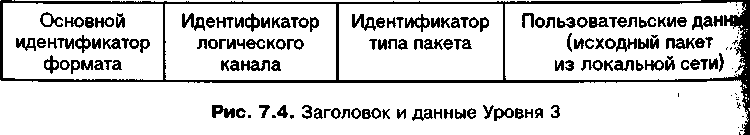 Основной
идентификатор
формата
Идентификатор
логического
канала
Идентификатор
типа пакета
Пользовательские данны
(исходный пакет
из локальной сети)
Рис. 7.4. Заголовок и данные Уровня 3